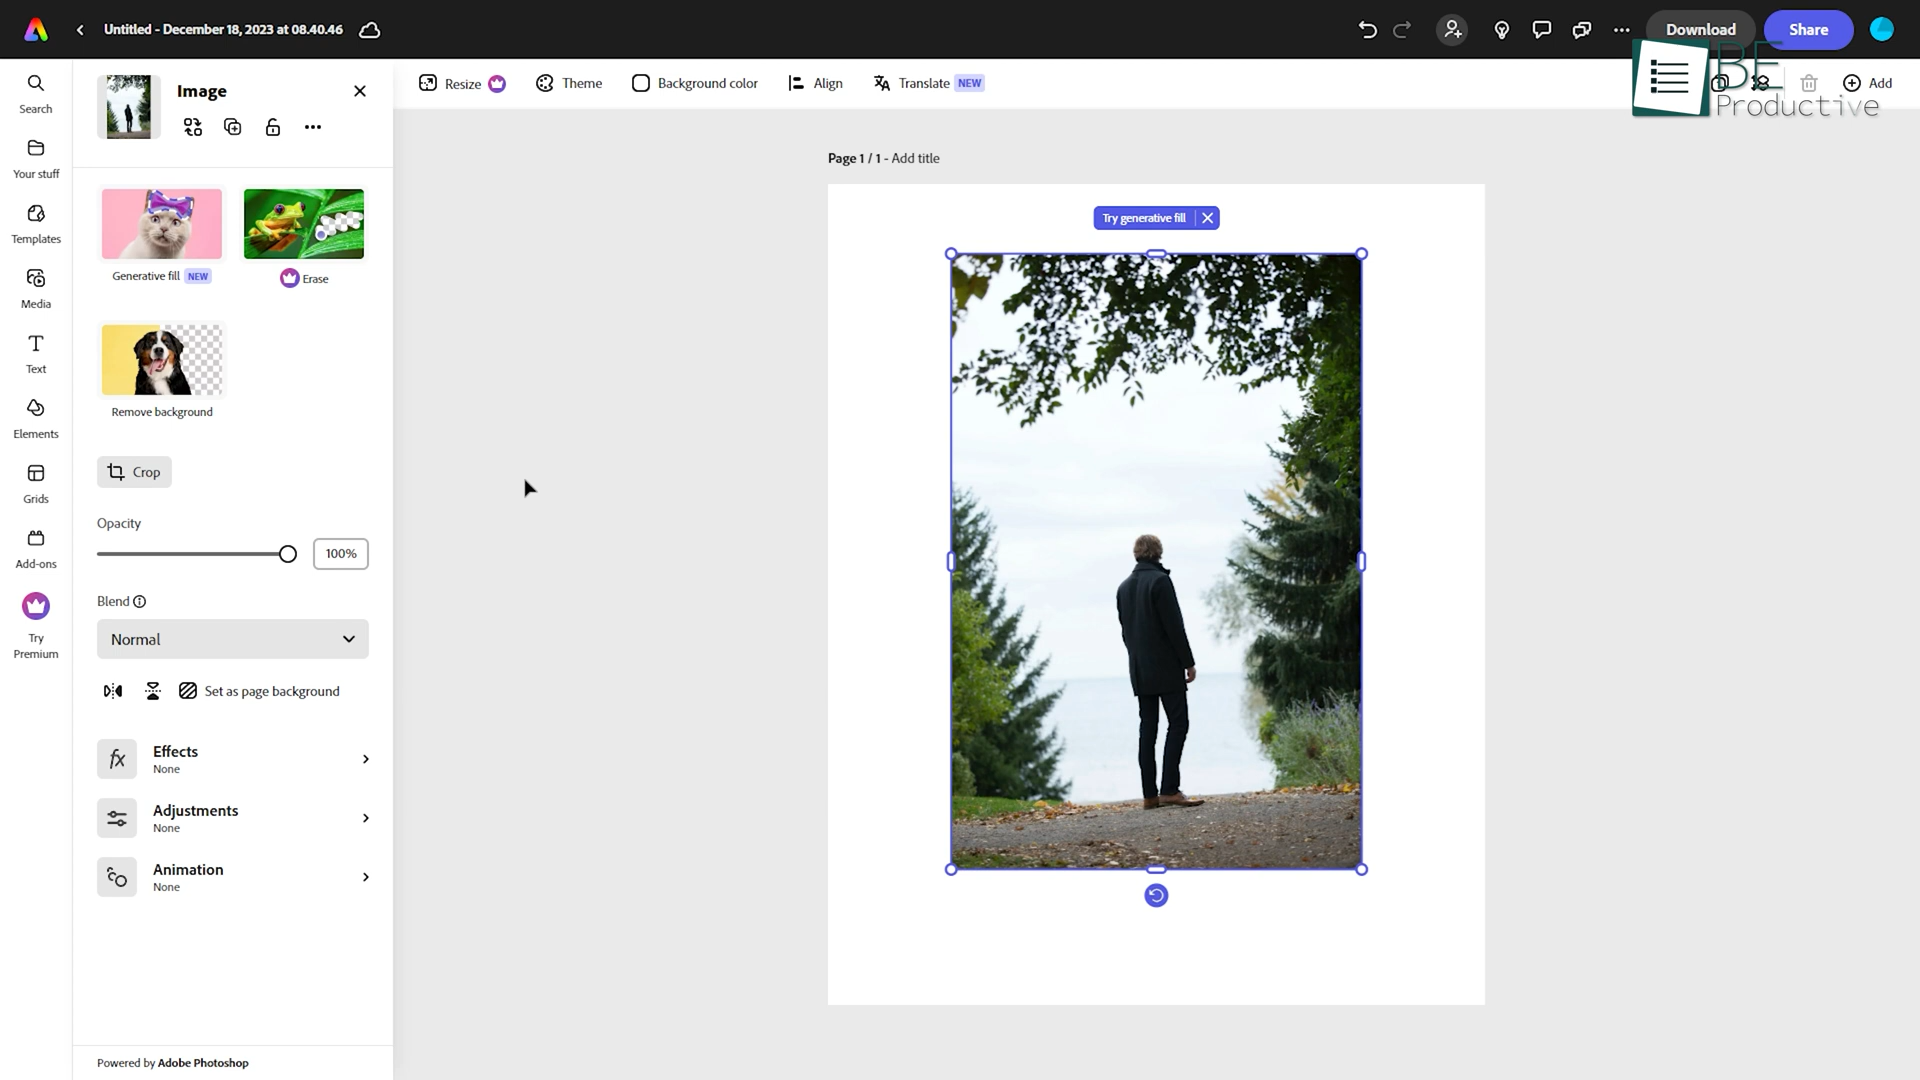 Untitled - December 18, 2023 at 08.40.46
Download
Share
BE
Productive
Search
Your stuff
Templates
Media
Text
Elements
Grids
Add-ons
Try
Premium
Image
Generative fill NEW
Erase
Remove background
Crop
Opacity
100%
Blend
Normal
Set as page background
fx
Effects
None
Adjustments
None
Animation
None
Powered by Adobe Photoshop
Resize
Theme
Background color
Align
Translate NEW
Add
Page 1 / 1 - Add title
Try generative fill